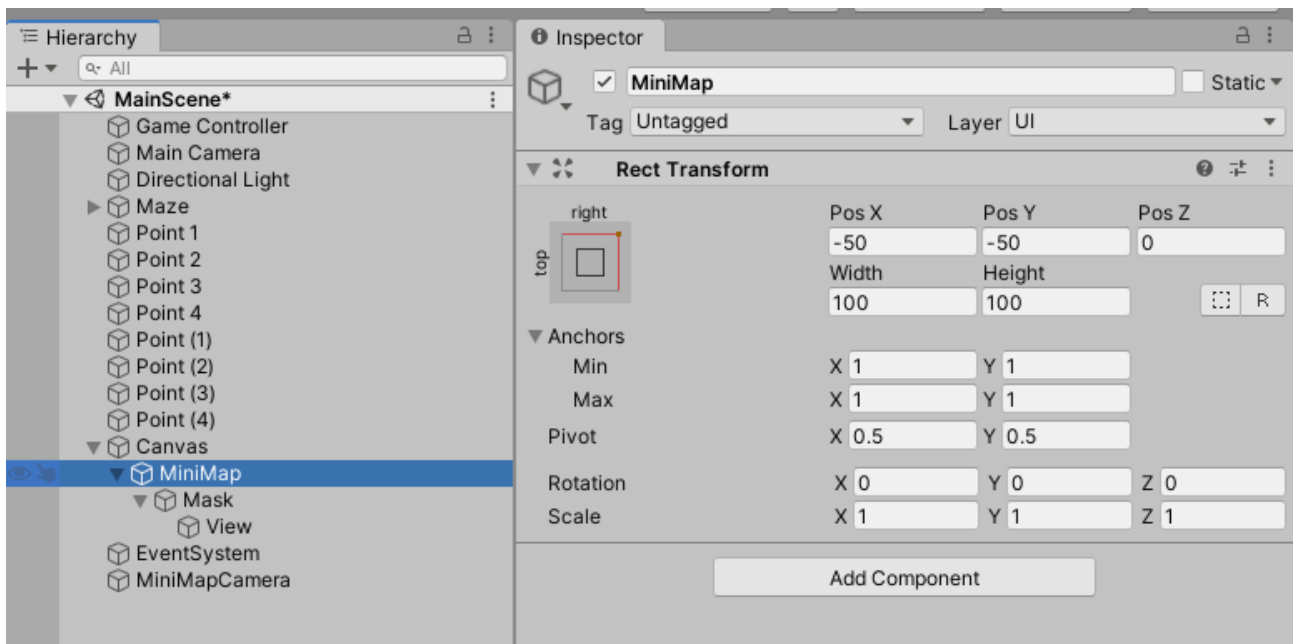 Hierarchy
All
MainScene*
Game Controller
Main Camera
Directional Light
Maze
Point 1
Point 2
Point 3
Point 4
Point (1)
Point (2)
Point (3)
Point (4)
Canvas
MiniMap
Mask
View
EventSystem
MiniMapCamera
Inspector
MiniMap Static
Tag Untagged Layer UI
Rect Transform
right
top
Pos X Pos Y Pos Z
-50 -50 0
Width Height
100 100 R
Anchors
Min X 1 Y 1
Max X 1 Y 1
Pivot X 0.5 Y 0.5
Rotation X 0 Y 0 Z 0
Scale X 1 Y 1 Z 1
Add Component